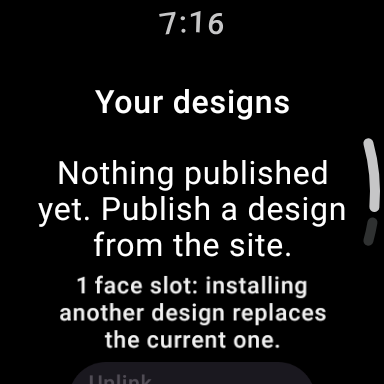 7:16
Your designs
Nothing published
yet. Publish a design
from the site.
1 face slot: installing
another design replaces
the current one.
Unlink